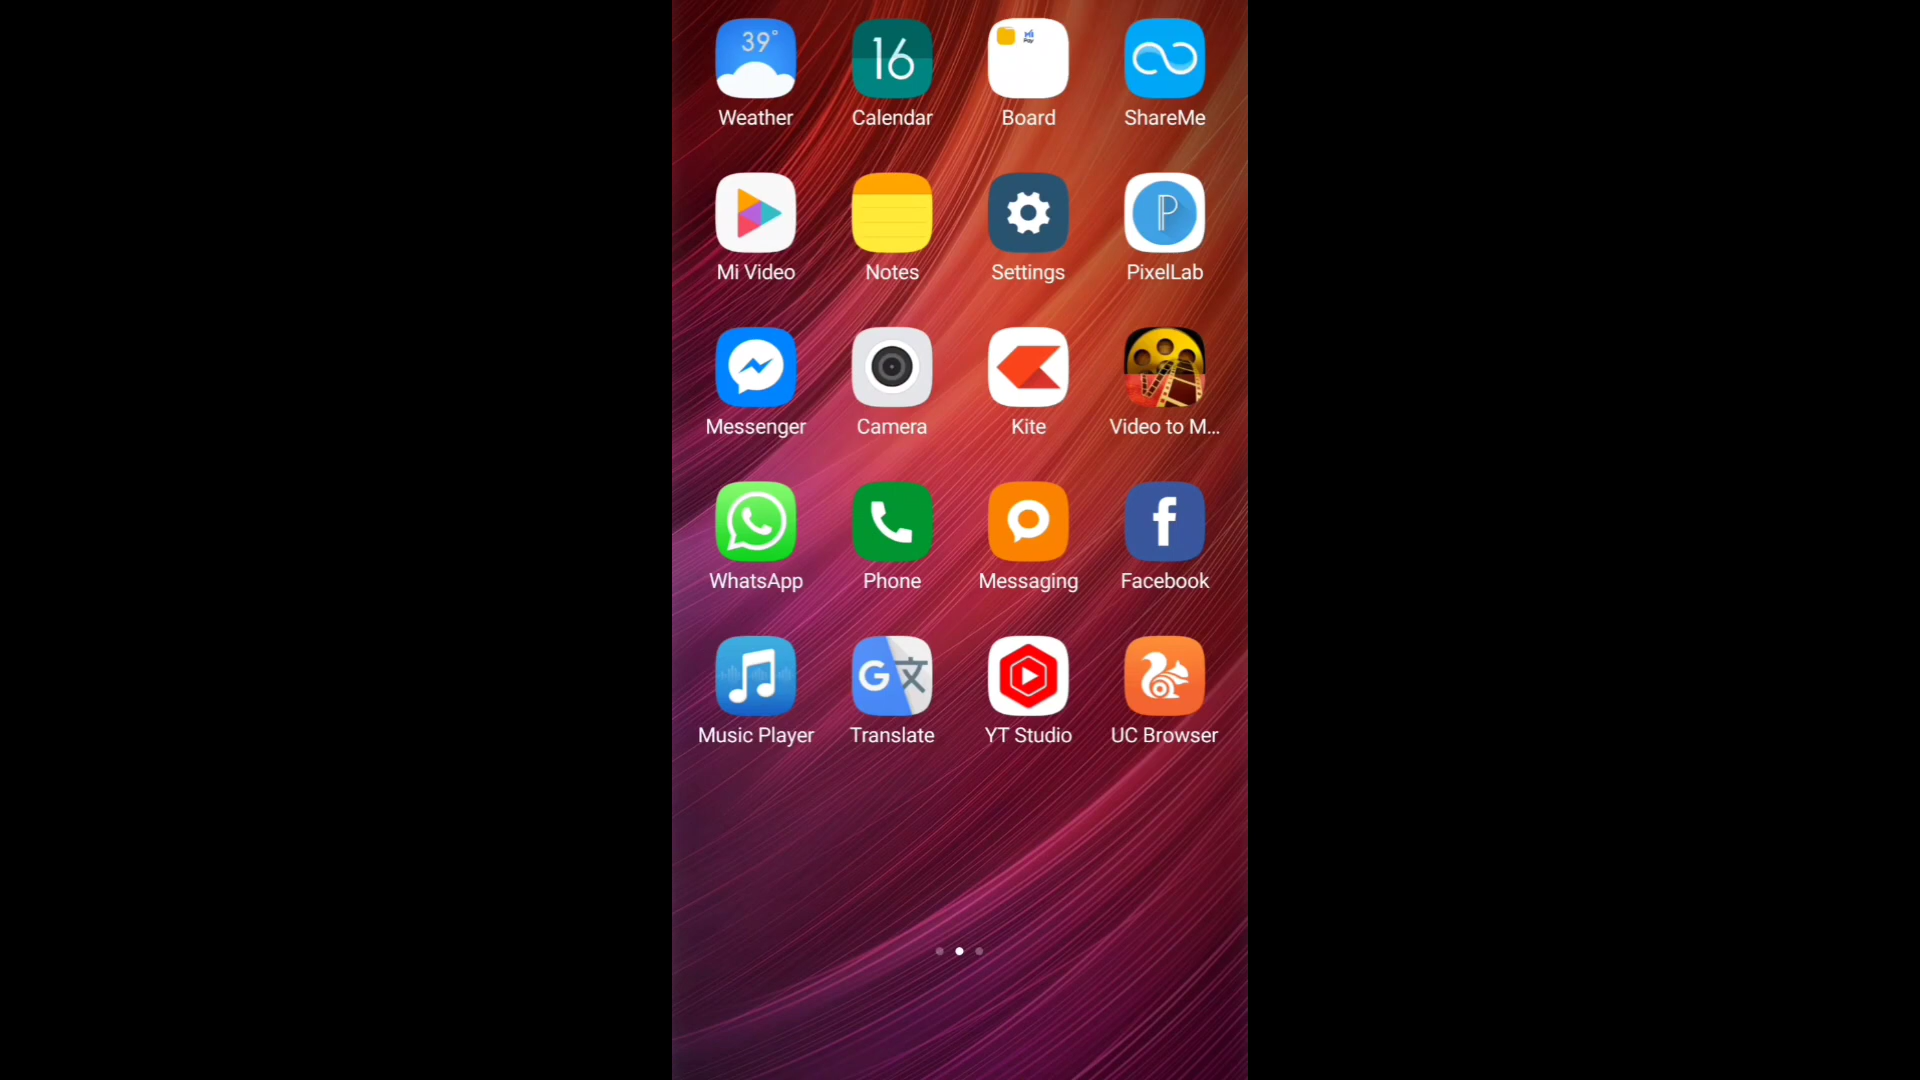 39°
16
Weather
Calendar
Board
ShareMe
P
Mi Video
Notes
Settings
PixelLab
Messenger
Camera
Kite
Video to M...
f
WhatsApp
Phone
Messaging
Facebook
G 文
Music Player
Translate
YT Studio
UC Browser